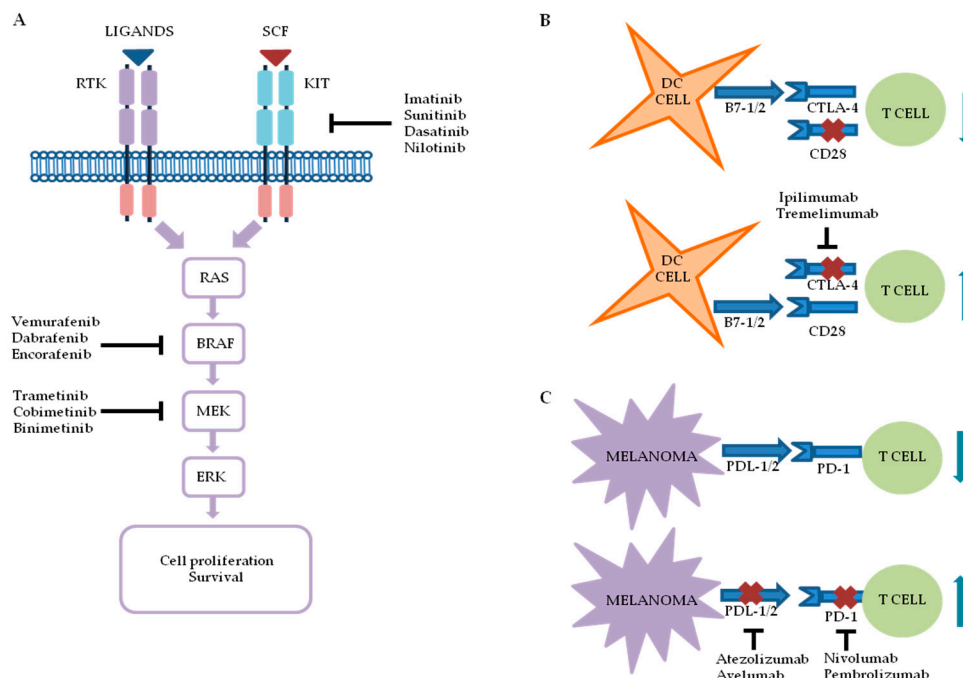 A
LIGANDS
SCF
RTK
KIT
Imatinib
Sunitinib
Dasatinib
Nilotinib
RAS
Vemurafenib
Dabrafenib
Encorafenib
BRAF
Trametinib
Cobimetinib
Binimetinib
MEK
ERK
Cell proliferation
Survival
B
DC
CELL
B7-1/2
CTLA-4
T CELL
CD28
Ipilimumab
Tremelimumab
DC
CELL
CTLA-4
T CELL
B7-1/2
CD28
C
MELANOMA
PDL-1/2
PD-1
T CELL
MELANOMA
PDL-1/2
PD-1
T CELL
Atezolizumab
Avelumab
Nivolumab
Pembrolizumab